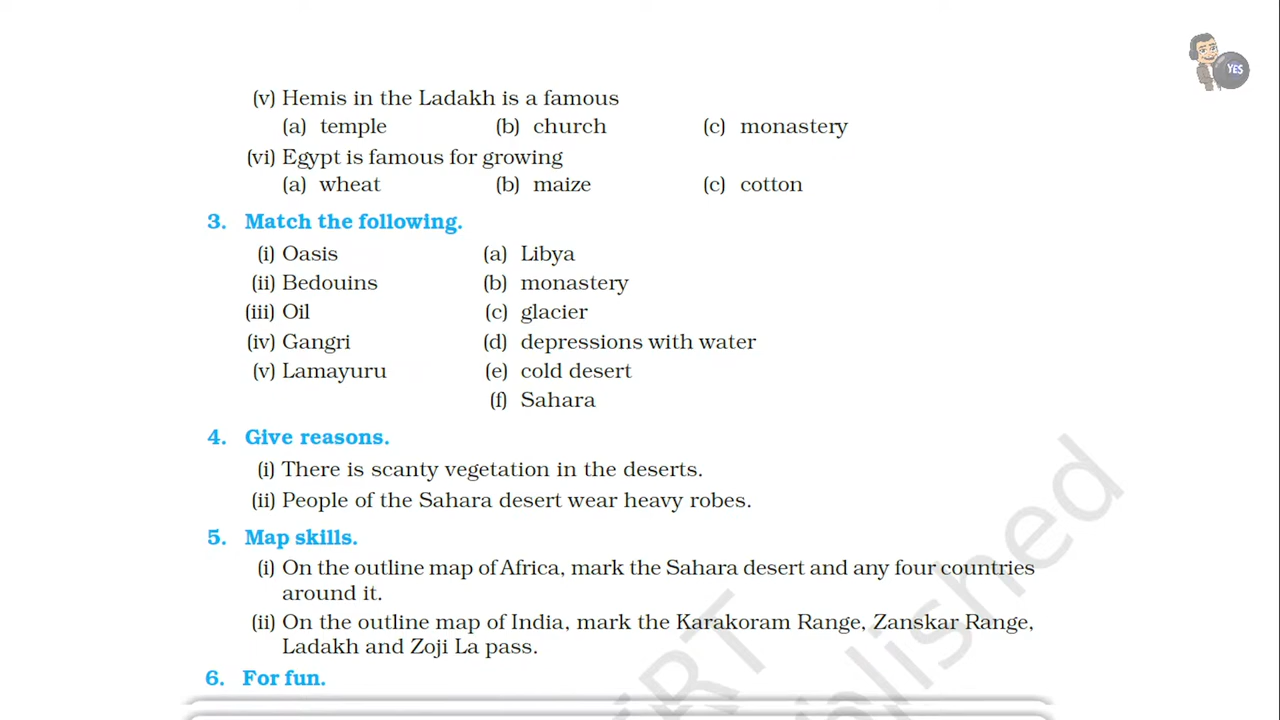 YES
(v) Hemis in the Ladakh is a famous
(a) temple (b) church (c) monastery
(vi) Egypt is famous for growing
(a) wheat (b) maize (c) cotton
3. Match the following.
(i) Oasis (a) Libya
(ii) Bedouins (b) monastery
(iii) Oil (c) glacier
(iv) Gangri (d) depressions with water
(v) Lamayuru (e) cold desert
(f) Sahara
4. Give reasons.
(i) There is scanty vegetation in the deserts.
(ii) People of the Sahara desert wear heavy robes.
5. Map skills.
(i) On the outline map of Africa, mark the Sahara desert and any four countries
around it.
(ii) On the outline map of India, mark the Karakoram Range, Zanskar Range,
Ladakh and Zoji La pass.
6. For fun.